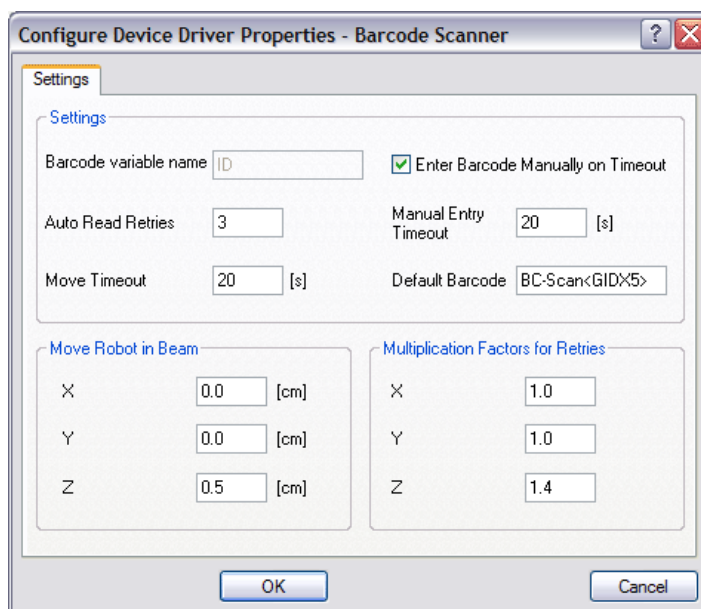 Configure Device Driver Properties - Barcode Scanner
Settings
Settings
Barcode variable name ID
Enter Barcode Manually on Timeout
Auto Read Retries 3
Manual Entry Timeout 20 [s]
Move Timeout 20 [s]
Default Barcode BC-Scan<GIDX5>
Move Robot in Beam
X 0.0 [cm]
Y 0.0 [cm]
Z 0.5 [cm]
Multiplication Factors for Retries
X 1.0
Y 1.0
Z 1.4
OK
Cancel